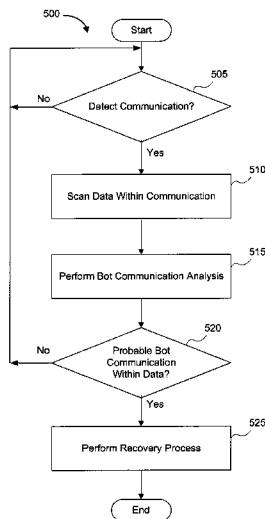 500
Start
505
No
Detect Communication?
Yes
510
Scan Data Within Communication
515
Perform Bot Communication Analysis
520
No
Probable Bot
Communication
Within Data?
Yes
525
Perform Recovery Process
End